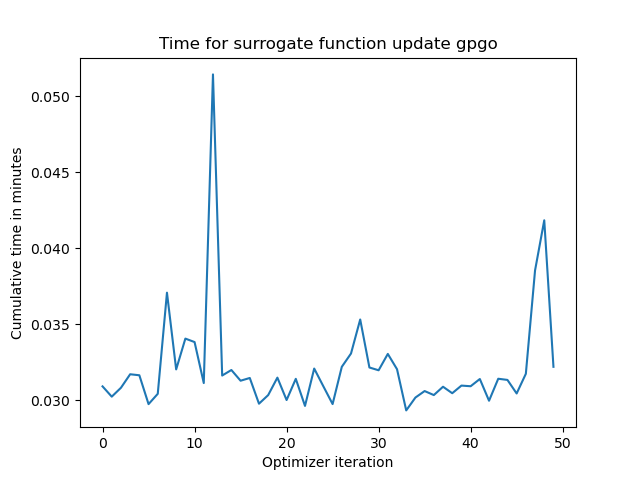 Time for surrogate function update gpgo
Cumulative time in minutes
0.050
0.045
0.040
0.035
0.030
0 10 20 30 40 50
Optimizer iteration